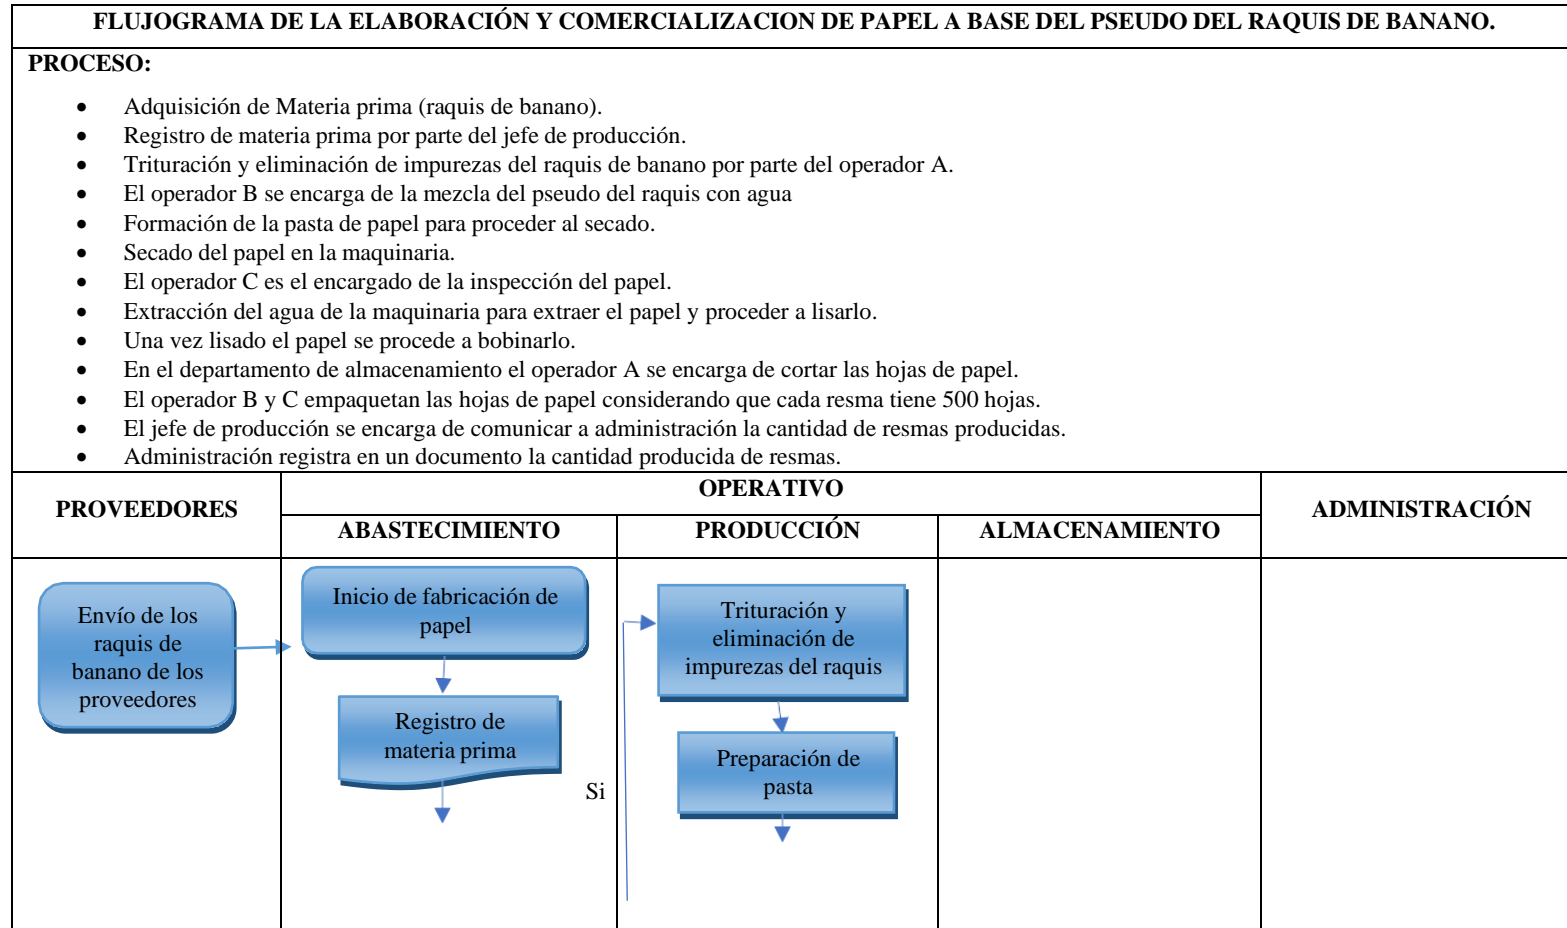 FLUJOGRAMA DE LA ELABORACIÓN Y COMERCIALIZACION DE PAPEL A BASE DEL PSEUDO DEL RAQUIS DE BANANO.
PROCESO:
• Adquisición de Materia prima (raquis de banano).
• Registro de materia prima por parte del jefe de producción.
• Trituración y eliminación de impurezas del raquis de banano por parte del operador A.
• El operador B se encarga de la mezcla del pseudo del raquis con agua
• Formación de la pasta de papel para proceder al secado.
• Secado del papel en la maquinaria.
• El operador C es el encargado de la inspección del papel.
• Extracción del agua de la maquinaria para extraer el papel y proceder a lisarlo.
• Una vez lisado el papel se procede a bobinarlo.
• En el departamento de almacenamiento el operador A se encarga de cortar las hojas de papel.
• El operador B y C empaquetan las hojas de papel considerando que cada resma tiene 500 hojas.
• El jefe de producción se encarga de comunicar a administración la cantidad de resmas producidas.
• Administración registra en un documento la cantidad producida de resmas.
PROVEEDORES
OPERATIVO
ADMINISTRACIÓN
ABASTECIMIENTO
PRODUCCIÓN
ALMACENAMIENTO
Envío de los
raquis de
banano de los
proveedores
Inicio de fabricación de
papel
Registro de
materia prima
Si
Trituración y
eliminación de
impurezas del raquis
Preparación de
pasta